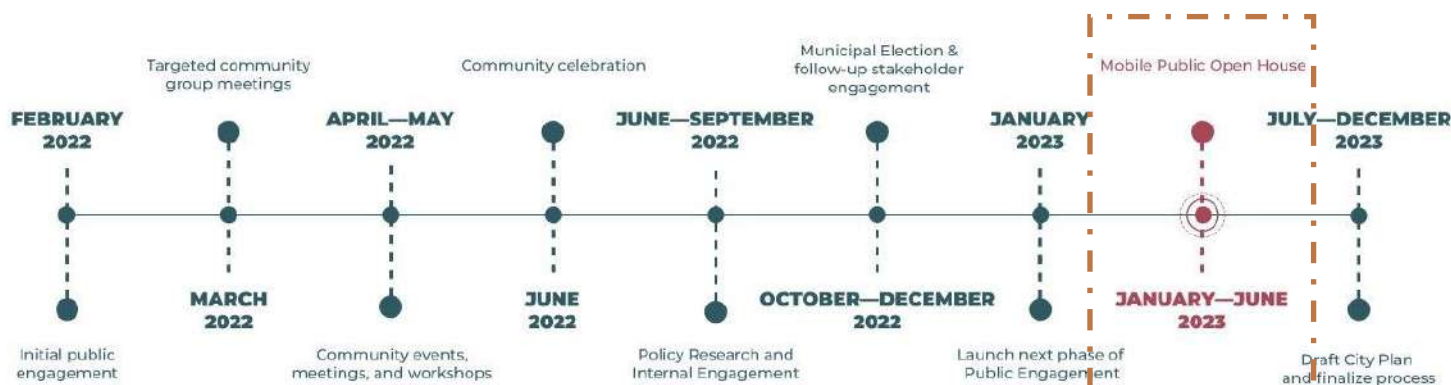 FEBRUARY
2022
Initial public
engagement
Targeted community
group meetings
MARCH
2022
APRIL—MAY
2022
Community events,
meetings, and workshops
Community celebration
JUNE
2022
JUNE—SEPTEMBER
2022
Policy Research and
Internal Engagement
Municipal Election &
follow-up stakeholder
engagement
OCTOBER—DECEMBER
2022
JANUARY
2023
Launch next phase of
Public Engagement
Mobile Public Open House
JANUARY—JUNE
2023
JULY—DECEMBER
2023
Draft City Plan
and finalize process